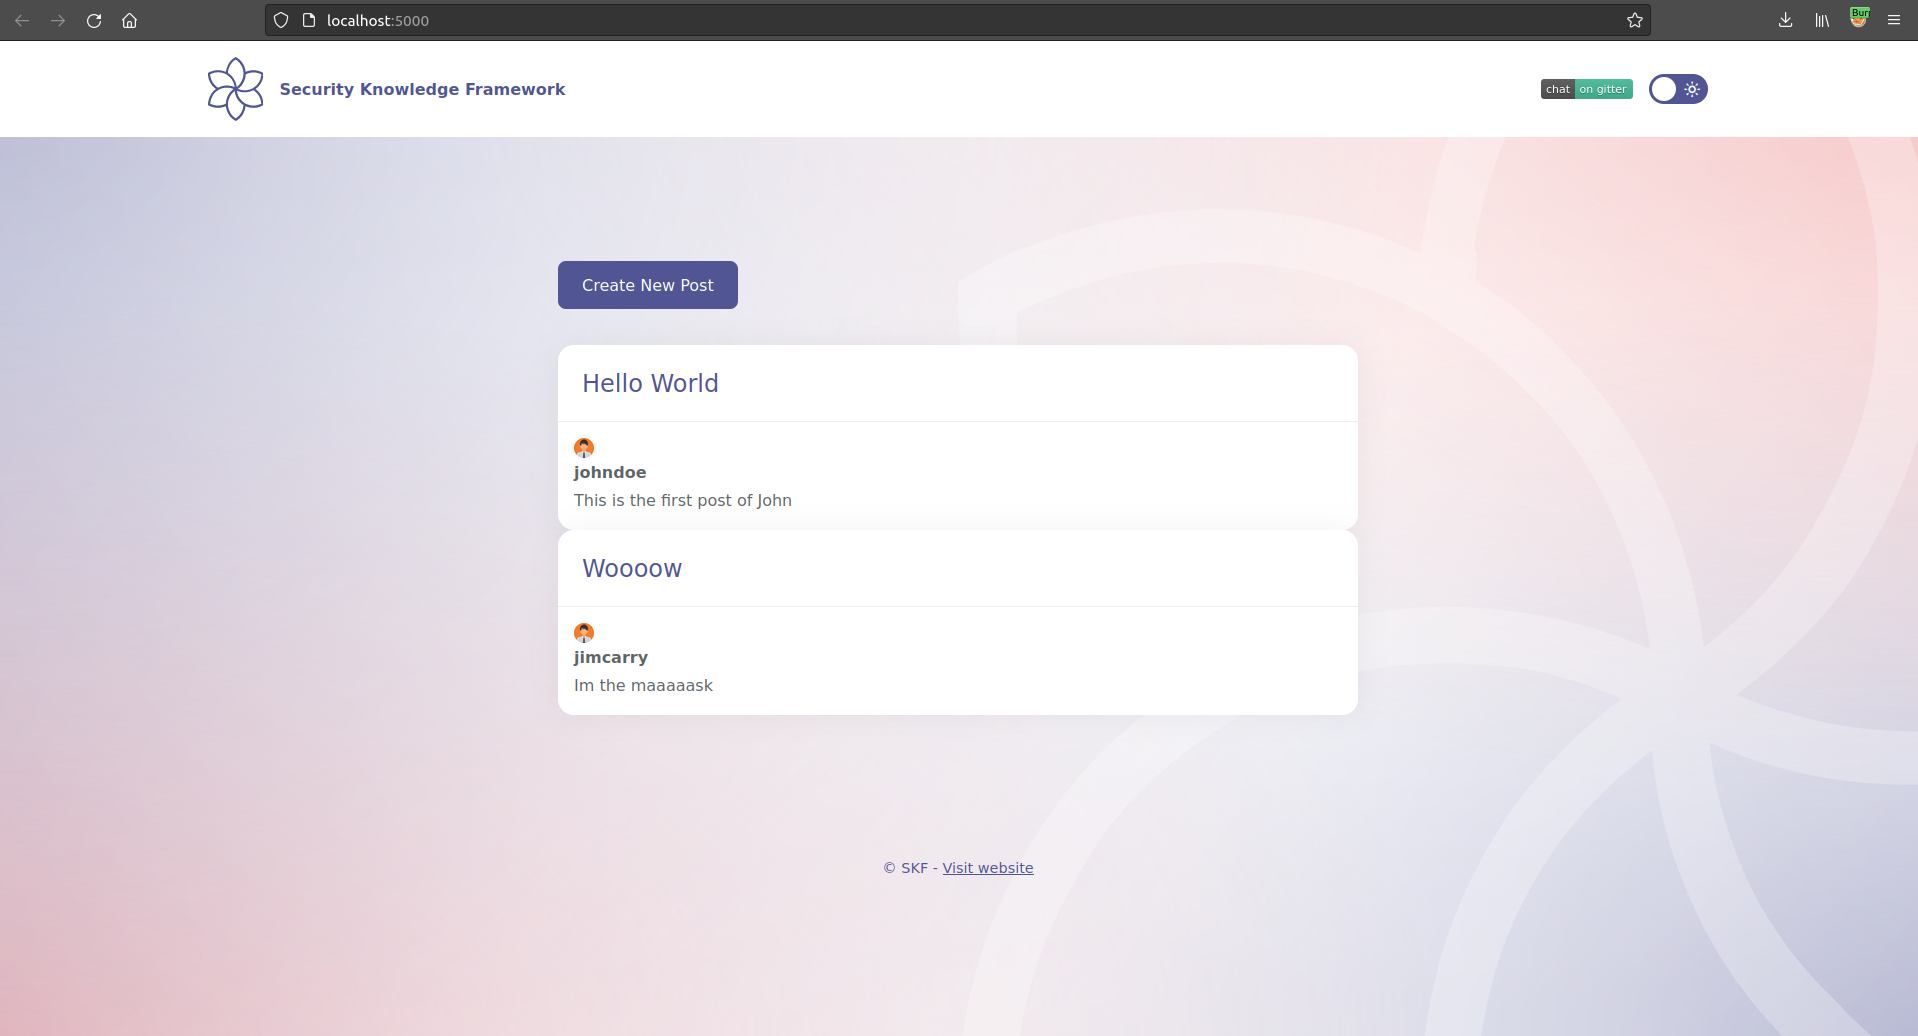 localhost:5000
Bur
Security Knowledge Framework
chat on gitter
Create New Post
Hello World
johndoe
This is the first post of John
Woooow
jimcarry
Im the maaaaask
© SKF - Visit website